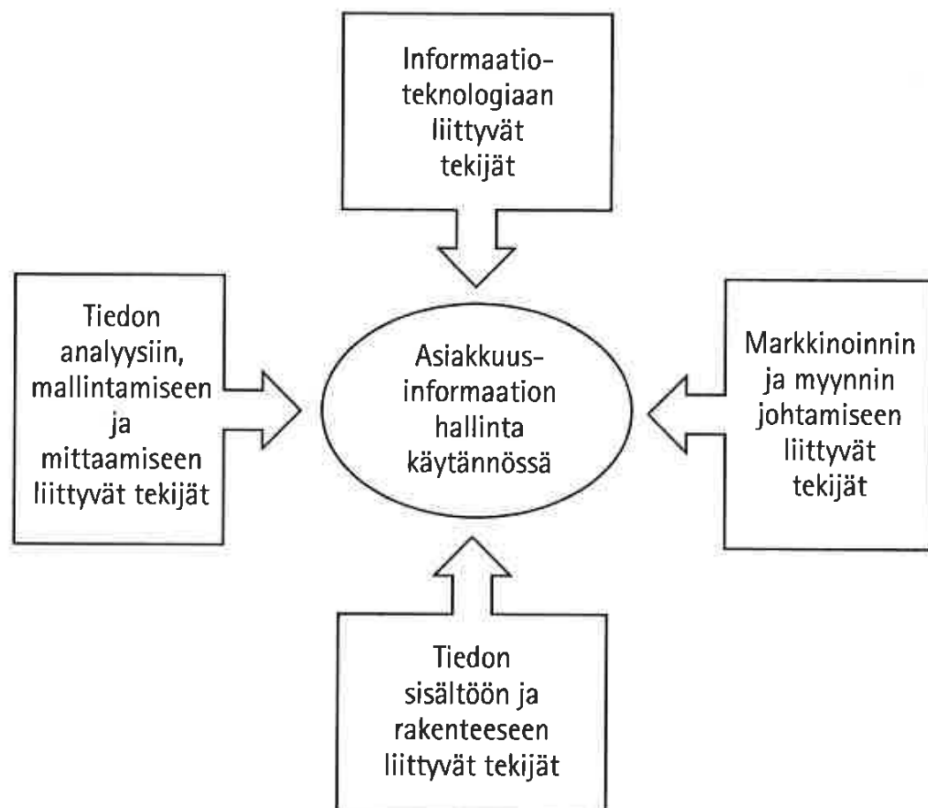 Informaatio-
teknologiaan
liittyvät
tekijät
Tiedon
analyysiin,
mallintamiseen
ja
mittaamiseen
liittyvät tekijät
Asiakkuus-
informaation
hallinta
käytännössä
Markkinoinnin
ja myynnin
johtamiseen
liittyvät
tekijät
Tiedon
sisältöön ja
rakenteeseen
liittyvät tekijät